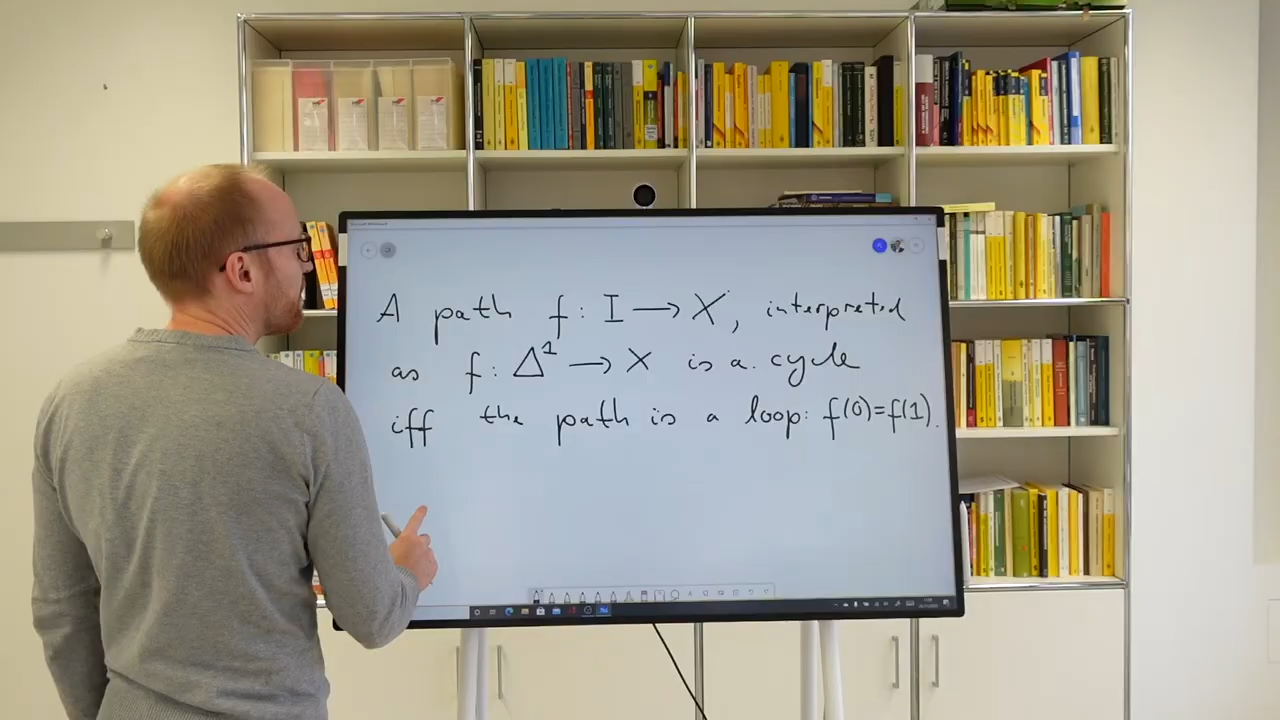 A path f : I ⟶ X, interpreted
as f : Δ¹ ⟶ X is a cycle
iff the path is a loop: f(0)=f(1).